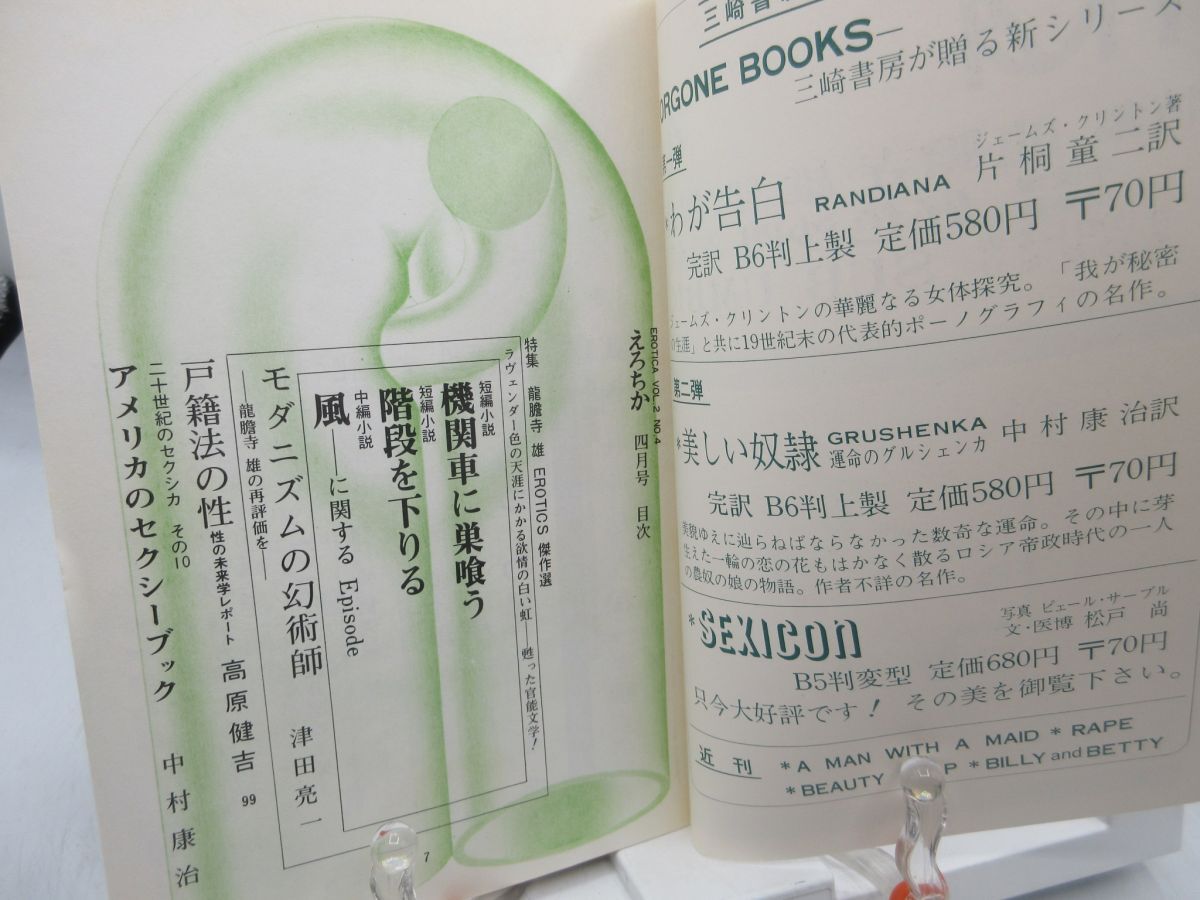 EROTICA VOL.2 NO.4
えろちか 四月号 目次
特集 龍膽寺 雄 EROTICS 傑作選
ラヴェンダー色の天涯にかかる欲情の白い虹——甦った官能文学!
短編小説
機関車に巣喰う
短編小説
階段を下りる
中編小説
風——に関する Episode
モダニズムの幻術師 津田亮一
——龍膽寺 雄の再評価を——
戸籍法の性 性の未来学レポート 高原健吉 99
二十世紀のセクシカ その10
アメリカのセクシーブック 中村康治
7
三崎書
ORGONE BOOKS—
三崎書房が贈る新シリーズ
第一弾
ジェームズ・クリントン著
*わが告白 RANDIANA 片桐童二訳
完訳 B6判上製 定価580円 〒70円
ジェームズ・クリントンの華麗なる女体探究。「我が秘密
の生涯」と共に19世紀末の代表的ポーノグラフィの名作。
第二弾
*美しい奴隷 GRUSHENKA 運命のグルシェンカ 中村康治訳
完訳 B6判上製 定価580円 〒70円
美貌ゆえに辿らねばならなかった数奇な運命。その中に芽
生えた一輪の恋の花もはかなく散るロシア帝政時代の一人
の農奴の娘の物語。作者不詳の名作。
*SEXICON
写真 ピェール・サーブル
文・医博 松戸 尚
B5判変型 定価680円 〒70円
只今大好評です! その美を御覧下さい。
近刊 *A MAN WITH A MAID *RAPE
*BEAUTY P *BILLY and BETTY